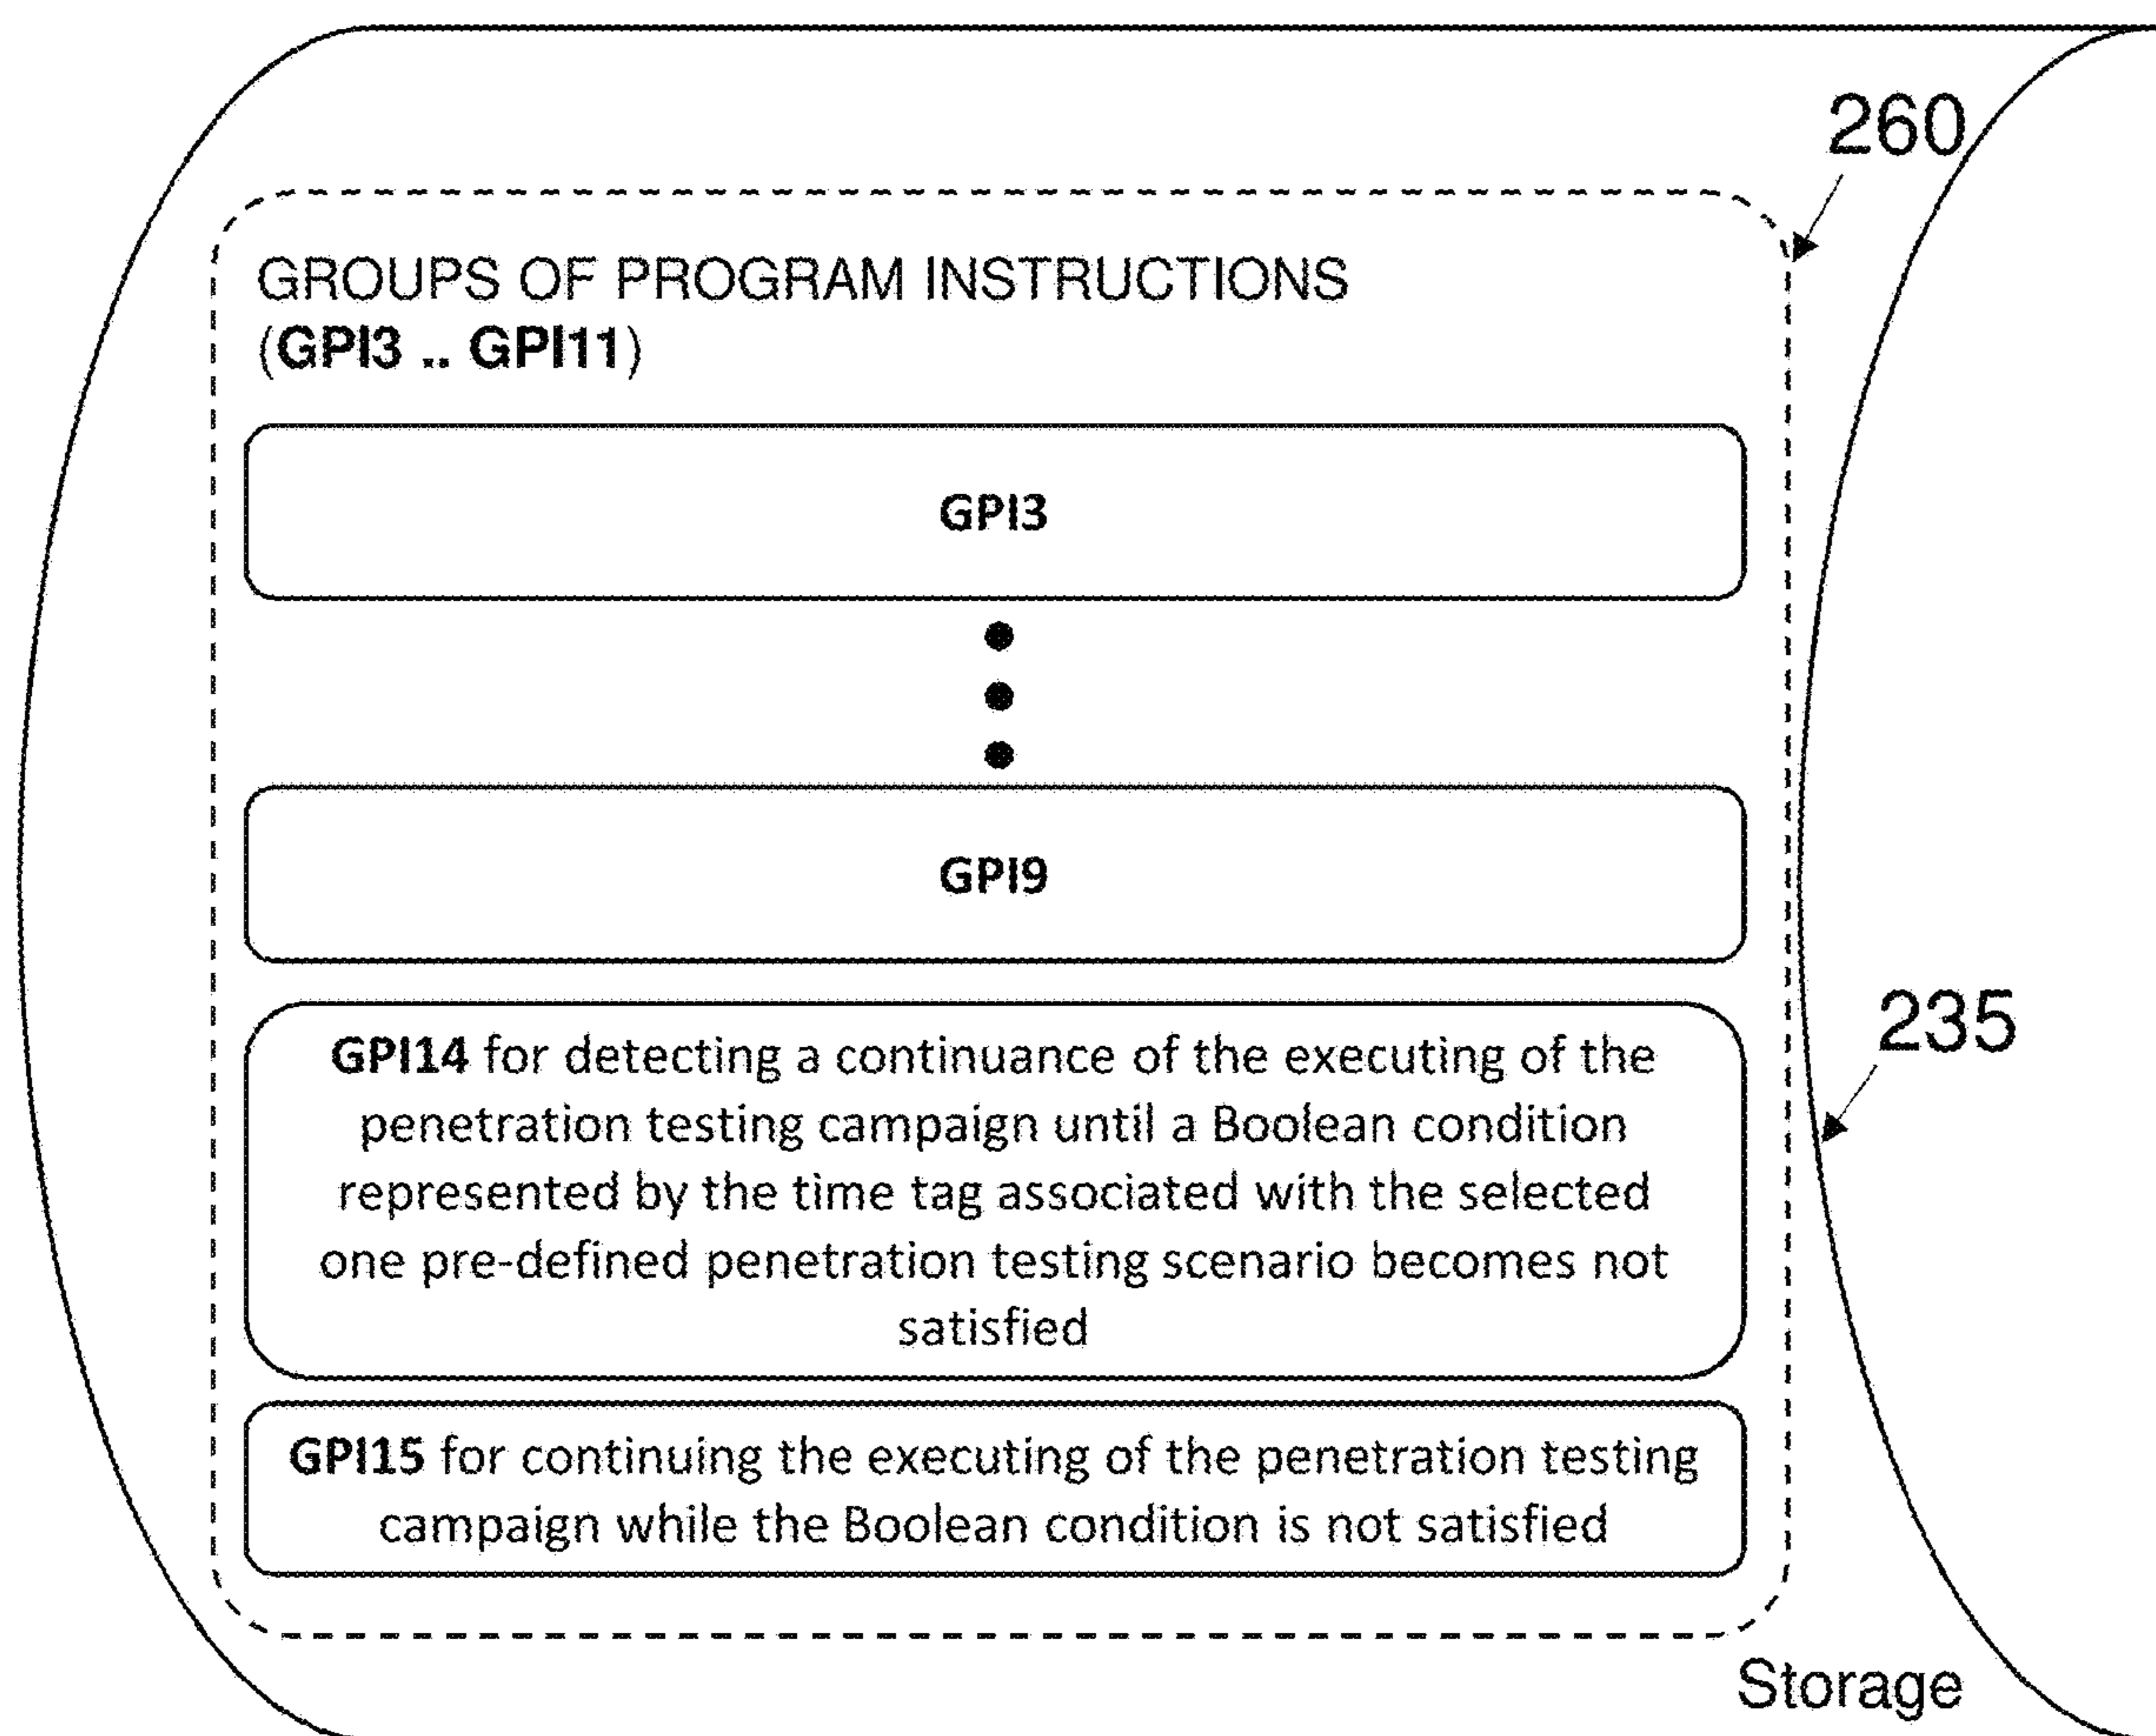 260
GROUPS OF PROGRAM INSTRUCTIONS
(GPI3 .. GPI11)
GPI3
GPI9
235
GPI14 for detecting a continuance of the executing of the
penetration testing campaign until a Boolean condition
represented by the time tag associated with the selected
one pre-defined penetration testing scenario becomes not
satisfied
GPI15 for continuing the executing of the penetration testing
campaign while the Boolean condition is not satisfied
Storage